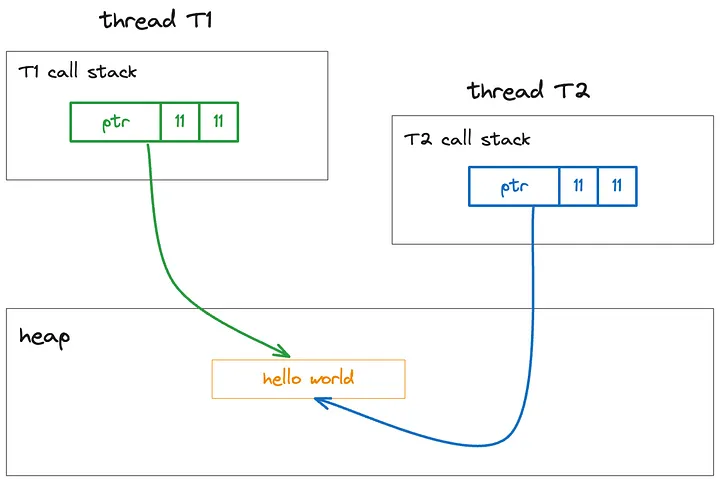 thread T1
T1 call stack
ptr 11 11
thread T2
T2 call stack
ptr 11 11
heap
hello world